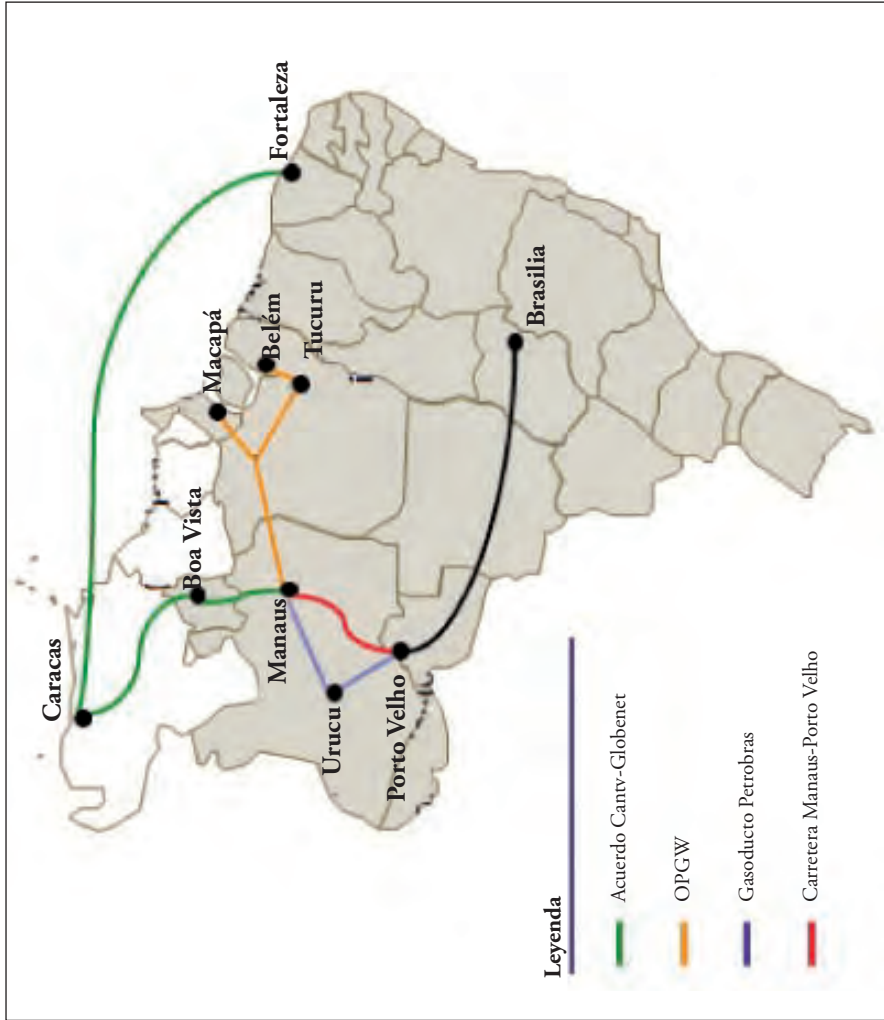 Caracas
Fortaleza
Macapá
Boa Vista
Belém
Tucuru
Manaus
Urucu
Porto Velho
Brasilia
Leyenda
Acuerdo Cantv-Globenet
OPGW
Gasoducto Petrobras
Carretera Manaus-Porto Velho